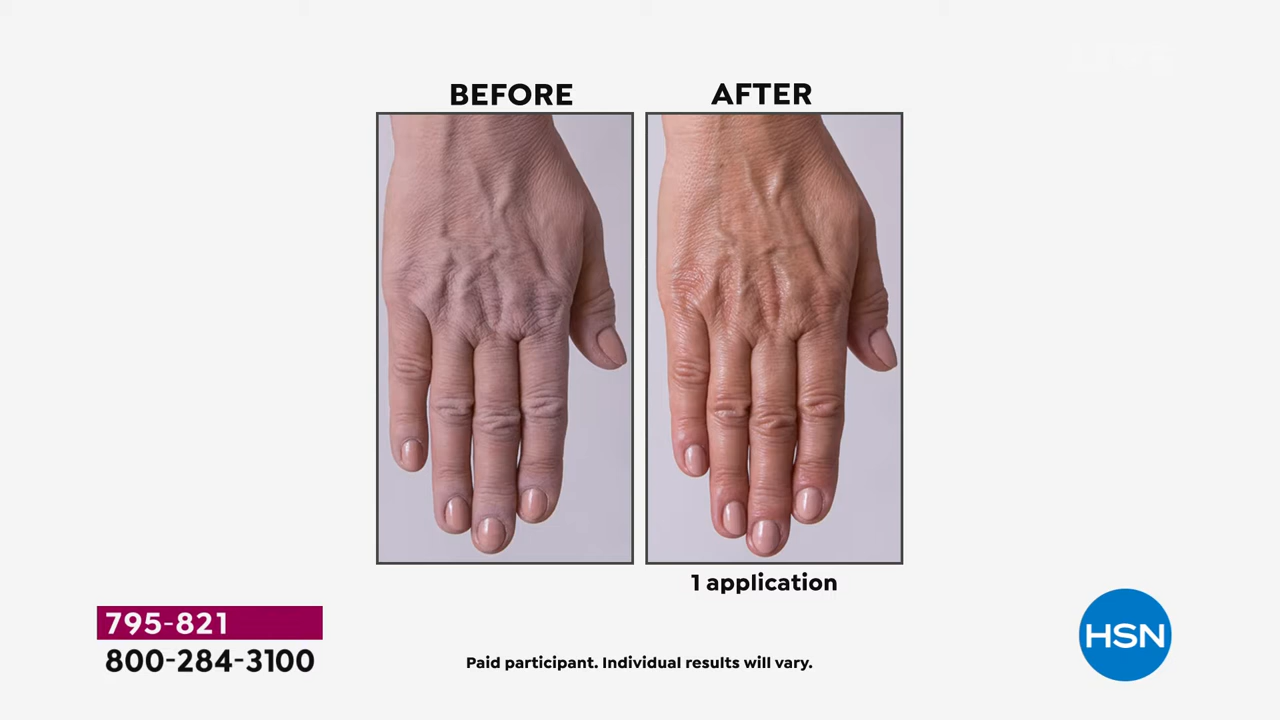 BEFORE
AFTER
1 application
795-821
800-284-3100
Paid participant. Individual results will vary.
HSN